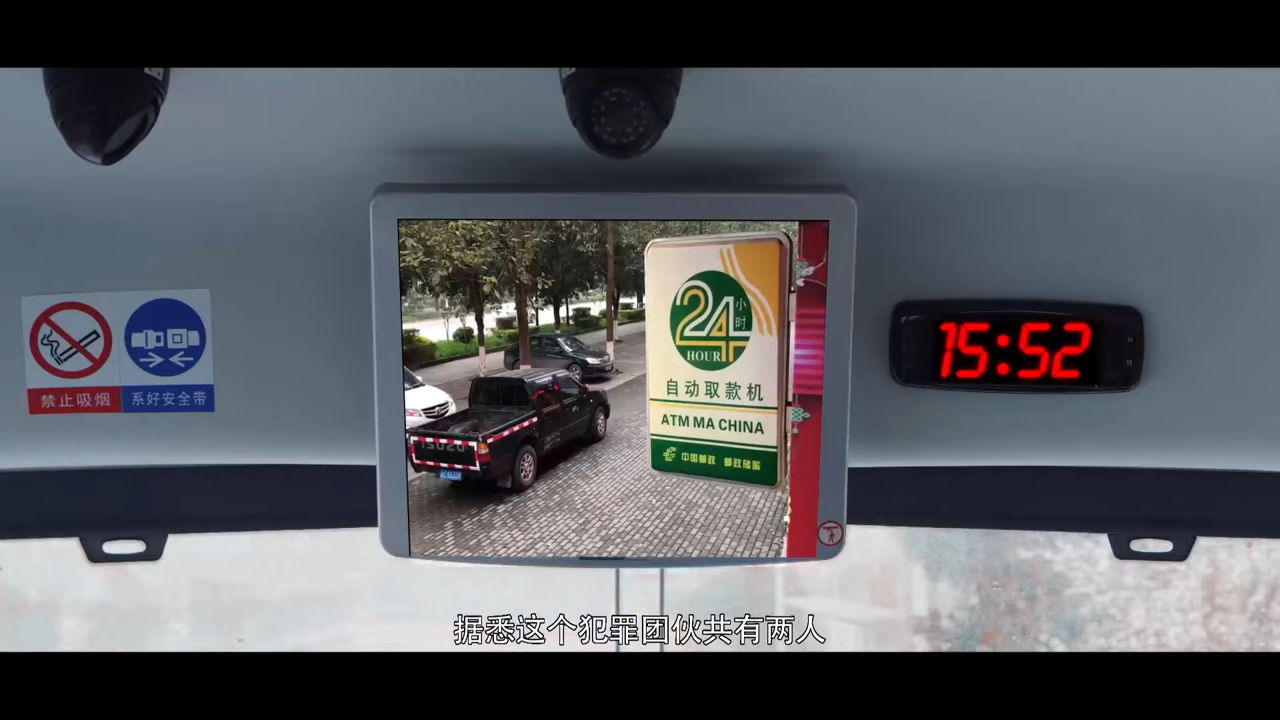 24
小时
HOUR
自动取款机
ATM MA CHINA
中国邮政 邮政储蓄
ISUZU
禁止吸烟
系好安全带
15:52
据悉这个犯罪团伙共有两人